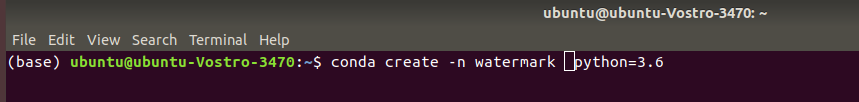 ubuntu@ubuntu-Vostro-3470: ~
File Edit View Search Terminal Help
(base) ubuntu@ubuntu-Vostro-3470:~$ conda create -n watermark python=3.6